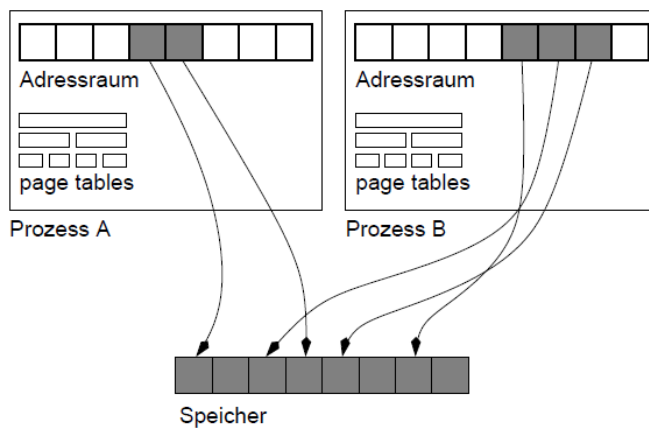 Adressraum
page tables
Prozess A
Adressraum
page tables
Prozess B
Speicher